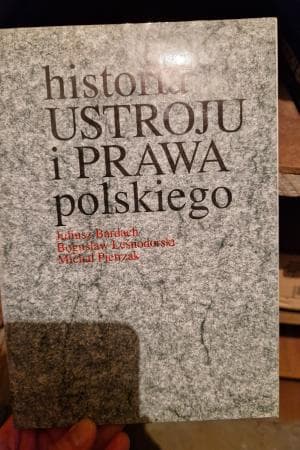 historia
USTROJU
i PRAWA
polskiego
Juliusz Bardach
Bogusław Leśnodorski
Michał Pietrzak